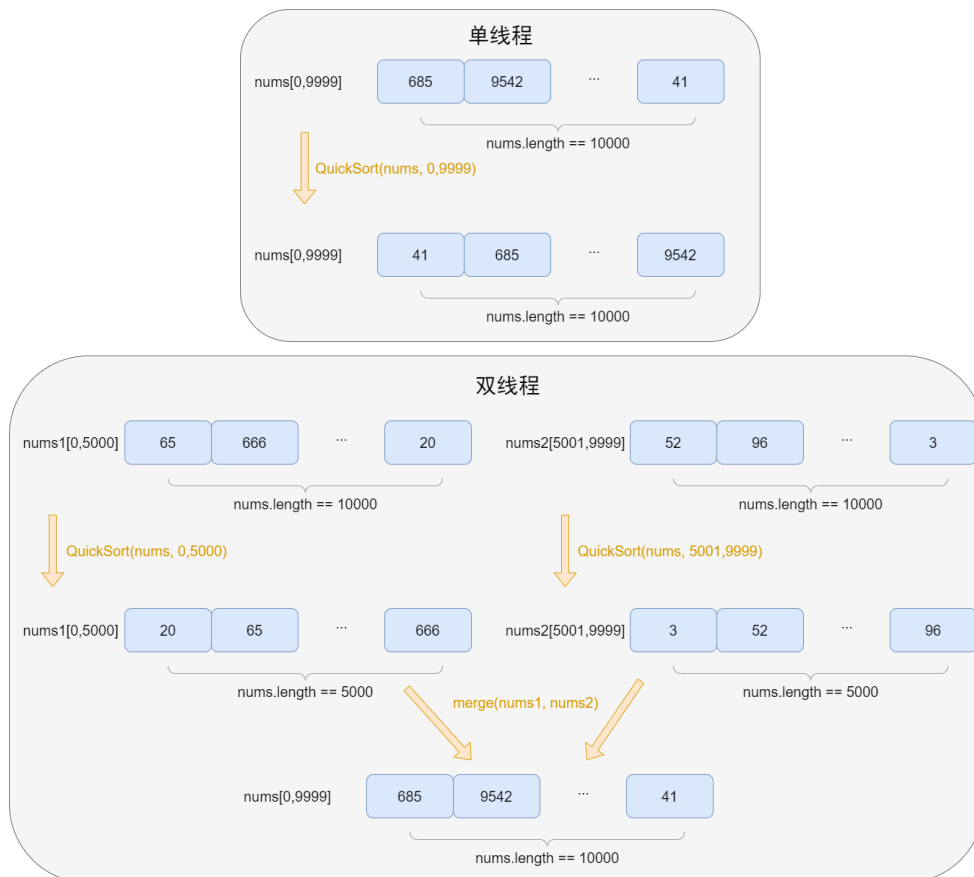 单线程
nums[0,9999] 685 9542 ... 41
nums.length == 10000
QuickSort(nums, 0,9999)
nums[0,9999] 41 685 ... 9542
nums.length == 10000
双线程
nums1[0,5000] 65 666 ... 20 nums2[5001,9999] 52 96 ... 3
nums.length == 10000 nums.length == 10000
QuickSort(nums, 0,5000) QuickSort(nums, 5001,9999)
nums1[0,5000] 20 65 ... 666 nums2[5001,9999] 3 52 ... 96
nums.length == 5000 nums.length == 5000
merge(nums1, nums2)
nums[0,9999] 685 9542 ... 41
nums.length == 10000